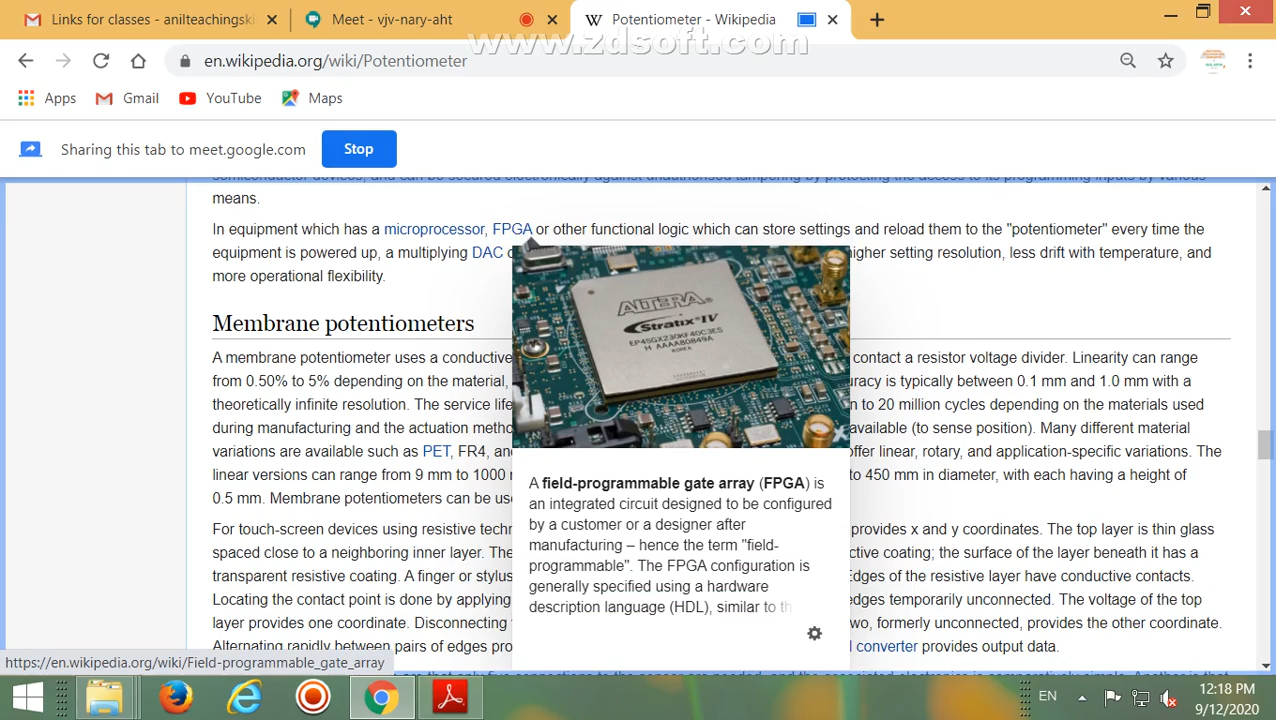 Links for classes - anilteachingski
Meet - vjv-nary-aht
Potentiometer - Wikipedia
www.zdsoft.com
en.wikipedia.org/wiki/Potentiometer
Apps
Gmail
YouTube
Maps
Sharing this tab to meet.google.com
Stop
semiconductor devices, and can be secured electronically against unauthorised tampering by protecting the access to its programming inputs by various
means.
In equipment which has a microprocessor, FPGA or other functional logic which can store settings and reload them to the "potentiometer" every time the
equipment is powered up, a multiplying DAC
higher setting resolution, less drift with temperature, and
more operational flexibility.
Membrane potentiometers
A membrane potentiometer uses a conductive
contact a resistor voltage divider. Linearity can range
from 0.50% to 5% depending on the material,
is typically between 0.1 mm and 1.0 mm with a
theoretically infinite resolution. The service life
to 20 million cycles depending on the materials used
during manufacturing and the actuation
available (to sense position). Many different material
variations are available such as PET, FR4,
offer linear, rotary, and application-specific variations. The
linear versions can range from 9 mm to 1000
to 450 mm in diameter, with each having a height of
0.5 mm. Membrane potentiometers can be
For touch-screen devices using resistive
provides x and y coordinates. The top layer is thin glass
spaced close to a neighboring inner layer.
coating; the surface of the layer beneath it has a
transparent resistive coating. A finger or
Edges of the resistive layer have conductive contacts.
Locating the contact point is done by applying
edges temporarily unconnected. The voltage of the top
layer provides one coordinate. Disconnecting
two, formerly unconnected, provides the other coordinate.
Alternating rapidly between pairs of edges
converter provides output data.
ALTERA
Stratix IV
EP4SGX230KF40C3ES
H AAAA80849A
KOREA
A field-programmable gate array (FPGA) is
an integrated circuit designed to be configured
by a customer or a designer after
manufacturing – hence the term "field-
programmable". The FPGA configuration is
generally specified using a hardware
description language (HDL), similar to th
https://en.wikipedia.org/wiki/Field-programmable_gate_array
EN
12:18 PM
9/12/2020